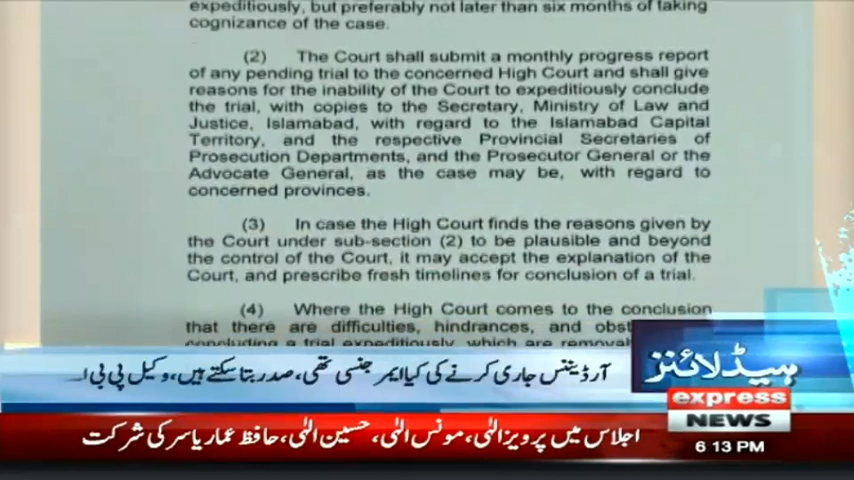 expeditiously, but preferably not later than six months of taking
cognizance of the case.
(2) The Court shall submit a monthly progress report
of any pending trial to the concerned High Court and shall give
reasons for the inability of the Court to expeditiously conclude
the trial, with copies to the Secretary, Ministry of Law and
Justice, Islamabad, with regard to the Islamabad Capital
Territory, and the respective Provincial Secretaries of
Prosecution Departments, and the Prosecutor General or the
Advocate General, as the case may be, with regard to
concerned provinces.
(3) In case the High Court finds the reasons given by
the Court under sub-section (2) to be plausible and beyond
the control of the Court, it may accept the explanation of the
Court, and prescribe fresh timelines for conclusion of a trial.
(4) Where the High Court comes to the conclusion
that there are difficulties, hindrances, and obst
concluding a trial expeditiously, which are removal
ہیڈلائنز
آرڈیننس جاری کرنے کی کیا ایمرجنسی تھی، صدر بتا سکتے ہیں، وکیل پی بی اے
express
NEWS
6:13 PM
اجلاس میں پرویز الٰہی، مونس الٰہی، حسین الٰہی، حافظ عمار یاسر کی شرکت